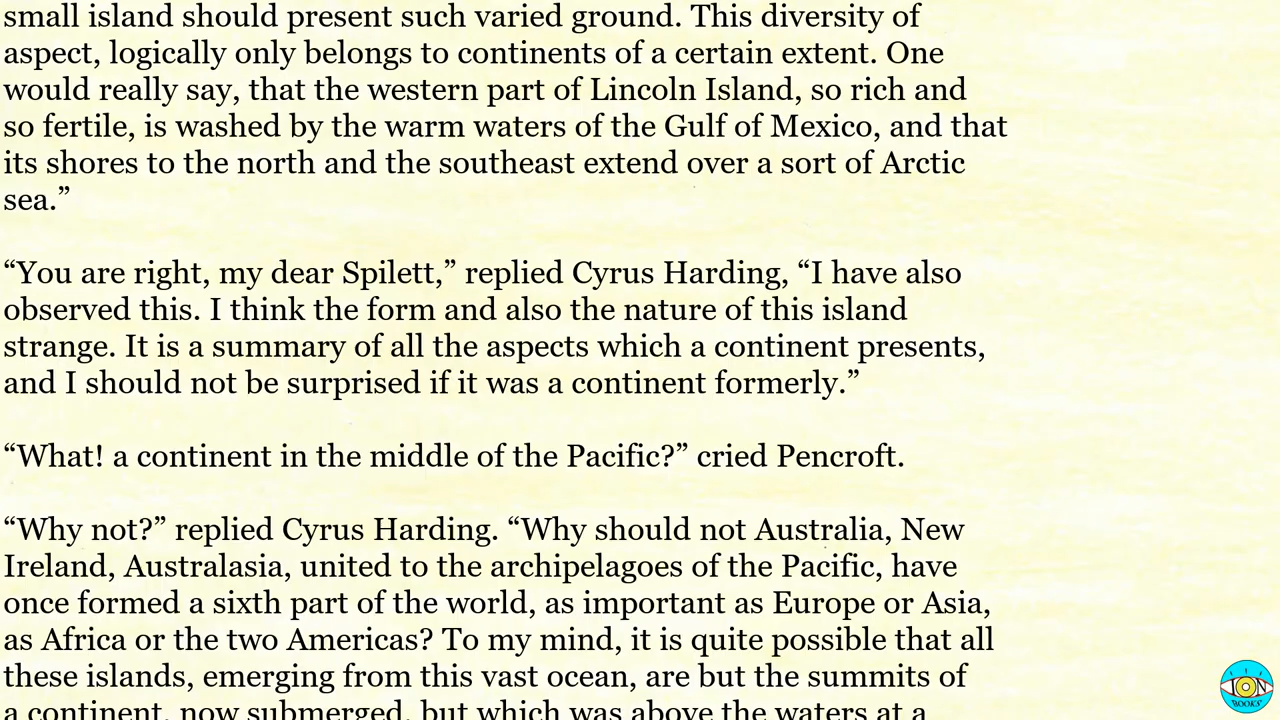 small island should present such varied ground. This diversity of
aspect, logically only belongs to continents of a certain extent. One
would really say, that the western part of Lincoln Island, so rich and
so fertile, is washed by the warm waters of the Gulf of Mexico, and that
its shores to the north and the southeast extend over a sort of Arctic
sea.”
“You are right, my dear Spilett,” replied Cyrus Harding, “I have also
observed this. I think the form and also the nature of this island
strange. It is a summary of all the aspects which a continent presents,
and I should not be surprised if it was a continent formerly.”
“What! a continent in the middle of the Pacific?” cried Pencroft.
“Why not?” replied Cyrus Harding. “Why should not Australia, New
Ireland, Australasia, united to the archipelagoes of the Pacific, have
once formed a sixth part of the world, as important as Europe or Asia,
as Africa or the two Americas? To my mind, it is quite possible that all
these islands, emerging from this vast ocean, are but the summits of
a continent, now submerged, but which was above the waters at a
ION
BOOKS